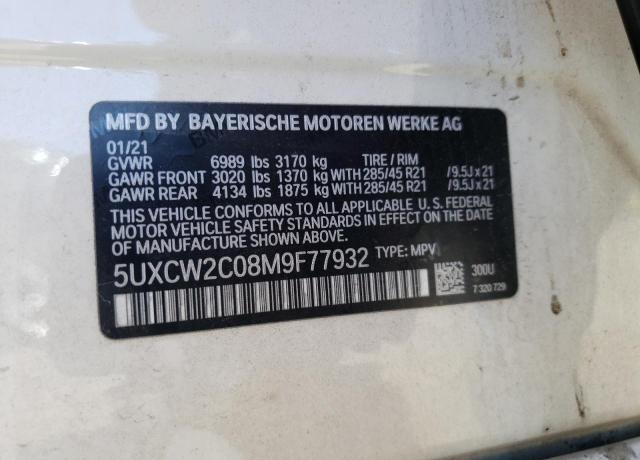 MFD BY BAYERISCHE MOTOREN WERKE AG
01/21
GVWR 6989 lbs 3170 kg TIRE / RIM
GAWR FRONT 3020 lbs 1370 kg WITH 285/45 R21 /9.5J x 21
GAWR REAR 4134 lbs 1875 kg WITH 285/45 R21 /9.5J x 21
THIS VEHICLE CONFORMS TO ALL APPLICABLE U. S. FEDERAL
MOTOR VEHICLE SAFETY STANDARDS IN EFFECT ON THE DATE
OF MANUFACTURE SHOWN ABOVE.
5UXCW2C08M9F77932 TYPE: MPV
300U
7 320 729